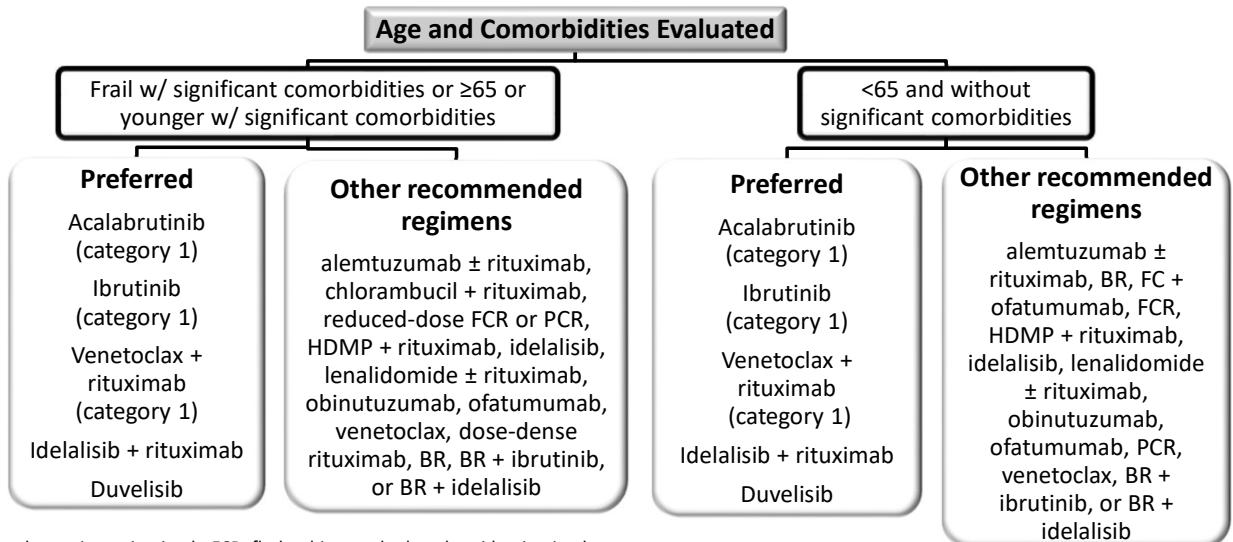 Age and Comorbidities Evaluated
Frail w/ significant comorbidities or ≥65 or
younger w/ significant comorbidities
<65 and without
significant comorbidities
Preferred
Acalabrutinib
(category 1)
Ibrutinib
(category 1)
Venetoclax +
rituximab
(category 1)
Idelalisib + rituximab
Duvelisib
Other recommended
regimens
alemtuzumab ± rituximab,
chlorambucil + rituximab,
reduced-dose FCR or PCR,
HDMP + rituximab, idelalisib,
lenalidomide ± rituximab,
obinutuzumab, ofatumumab,
venetoclax, dose-dense
rituximab, BR, BR + ibrutinib,
or BR + idelalisib
Preferred
Acalabrutinib
(category 1)
Ibrutinib
(category 1)
Venetoclax +
rituximab
(category 1)
Idelalisib + rituximab
Duvelisib
Other recommended
regimens
alemtuzumab ±
rituximab, BR, FC +
ofatumumab, FCR,
HDMP + rituximab,
idelalisib, lenalidomide
± rituximab,
obinutuzumab,
ofatumumab, PCR,
venetoclax, BR +
ibrutinib, or BR +
idelalisib